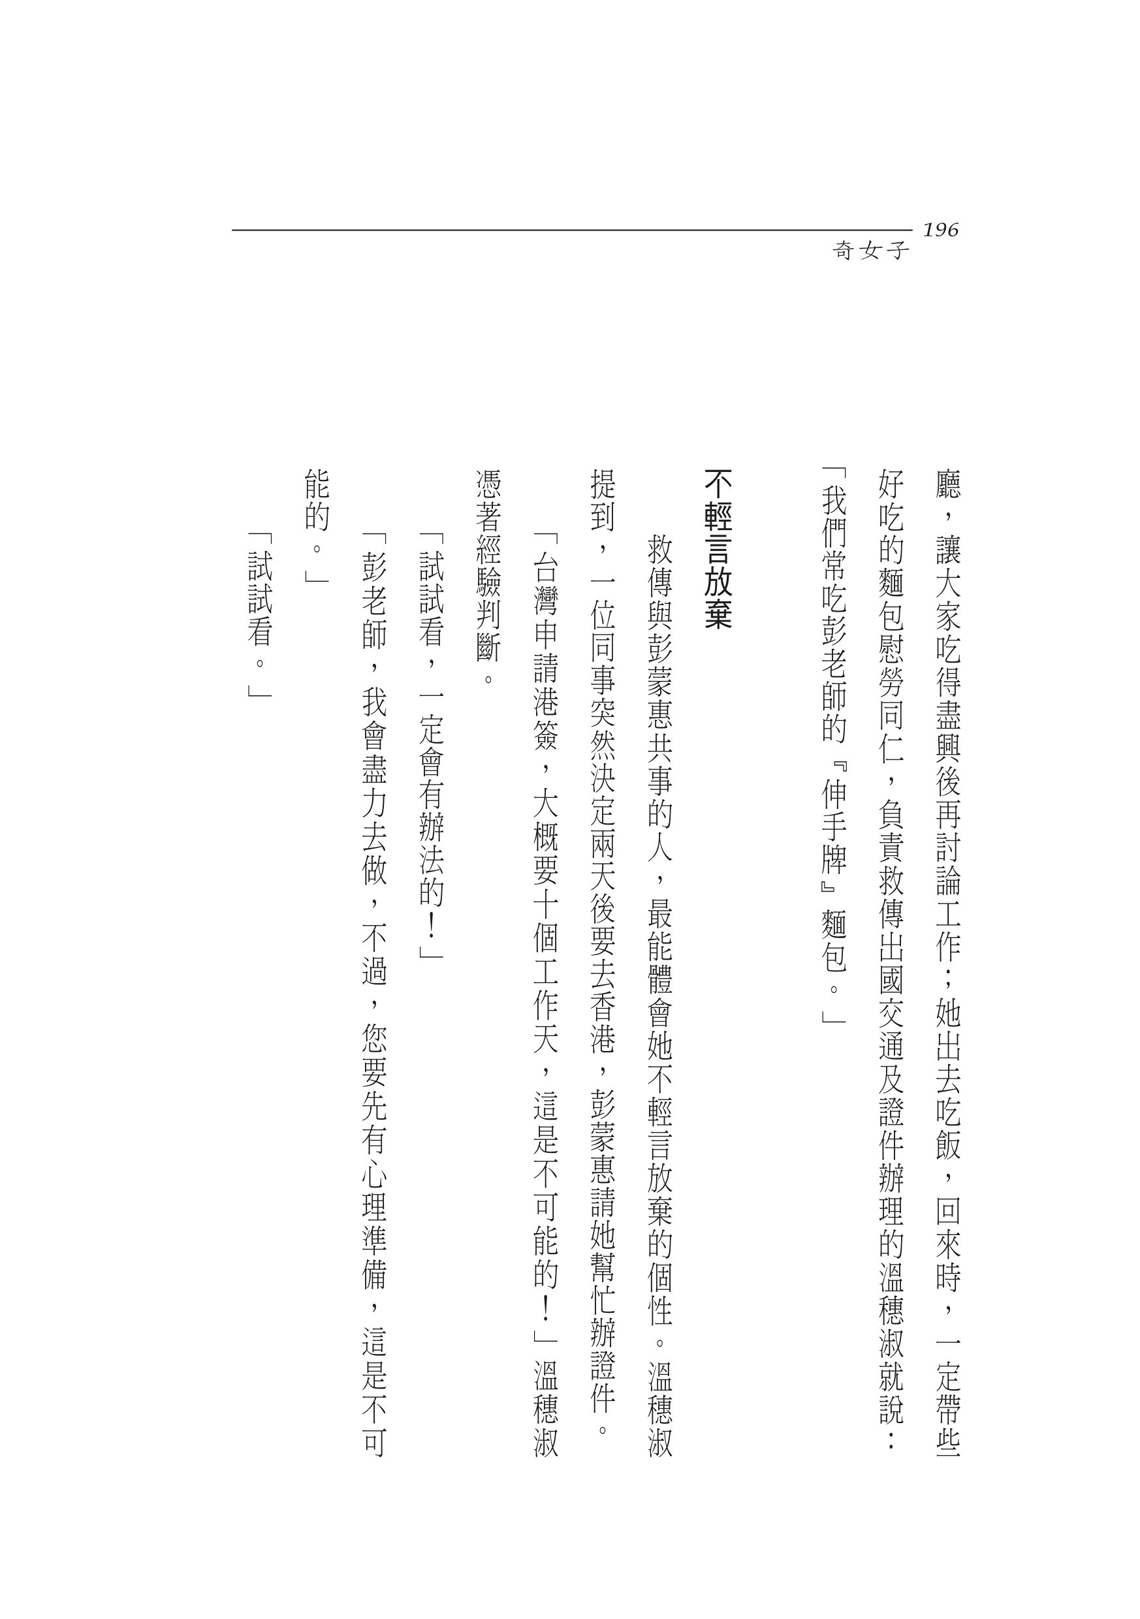 196
奇女子
廳，讓大家吃得盡興後再討論工作；她出去吃飯，回來時，一定帶些
好吃的麵包慰勞同仁，負責救傳出國交通及證件辦理的溫穗淑就說：
「我們常吃彭老師的『伸手牌』麵包。」
不輕言放棄
救傳與彭蒙惠共事的人，最能體會她不輕言放棄的個性。溫穗淑
提到，一位同事突然決定兩天後要去香港，彭蒙惠請她幫忙辦證件。
「台灣申請港簽，大概要十個工作天，這是不可能的！」溫穗淑
憑著經驗判斷。
「試試看，一定會有辦法的！」
「彭老師，我會盡力去做，不過，您要先有心理準備，這是不可
能的。」
「試試看。」